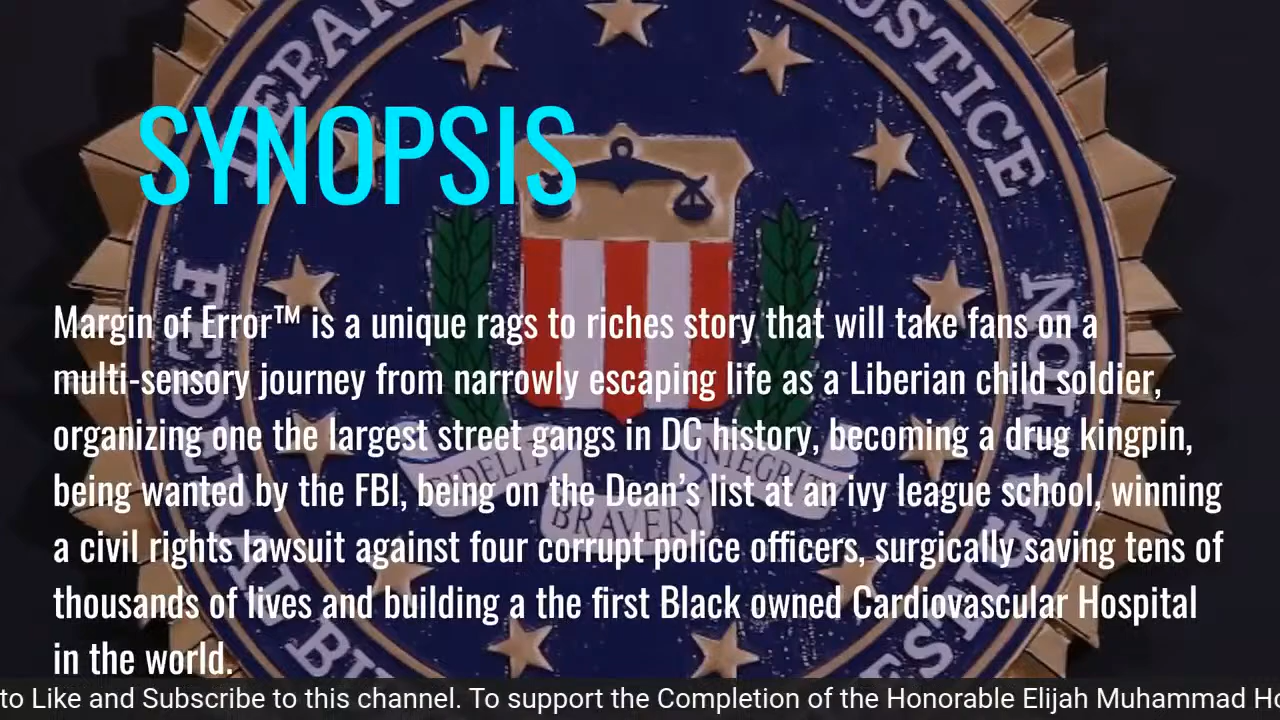 SYNOPSIS
Margin of Error™ is a unique rags to riches story that will take fans on a
multi-sensory journey from narrowly escaping life as a Liberian child soldier,
organizing one the largest street gangs in DC history, becoming a drug kingpin,
being wanted by the FBI, being on the Dean's list at an ivy league school, winning
a civil rights lawsuit against four corrupt police officers, surgically saving tens of
thousands of lives and building a the first Black owned Cardiovascular Hospital
in the world.
to Like and Subscribe to this channel. To support the Completion of the Honorable Elijah Muhammad
FIDELITY
BRAVERY
INTEGRITY